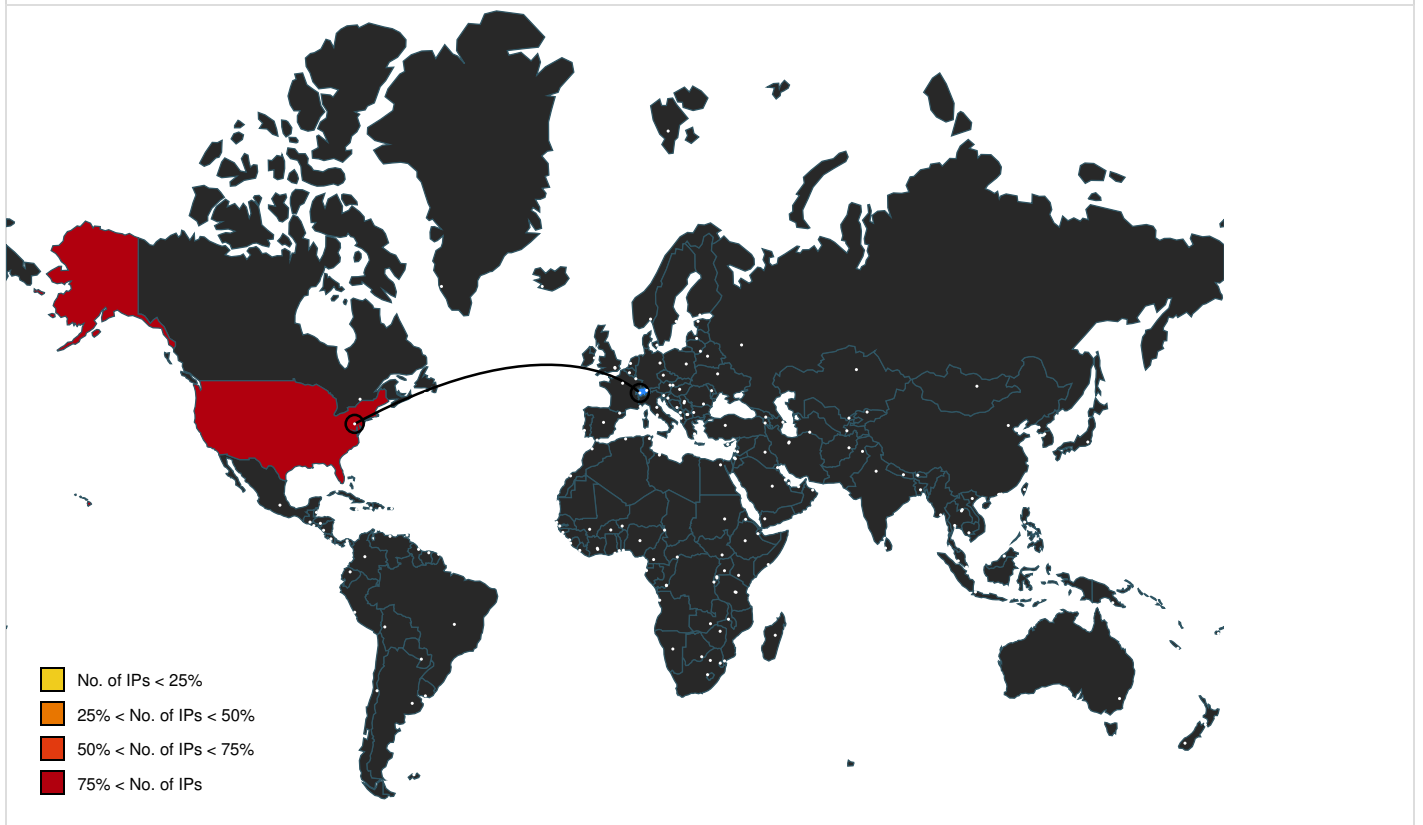 No. of IPs < 25%
25% < No. of IPs < 50%
50% < No. of IPs < 75%
75% < No. of IPs